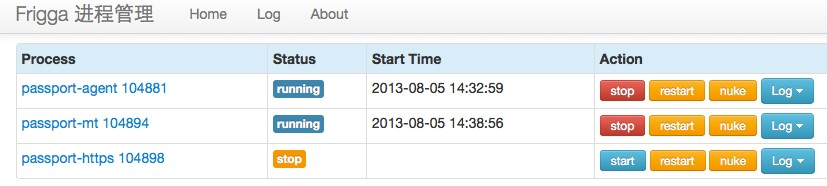 Frigga 进程管理 Home Log About
Process Status Start Time Action
passport-agent 104881 running 2013-08-05 14:32:59 stop restart nuke Log
passport-mt 104894 running 2013-08-05 14:38:56 stop restart nuke Log
passport-https 104898 stop start restart nuke Log